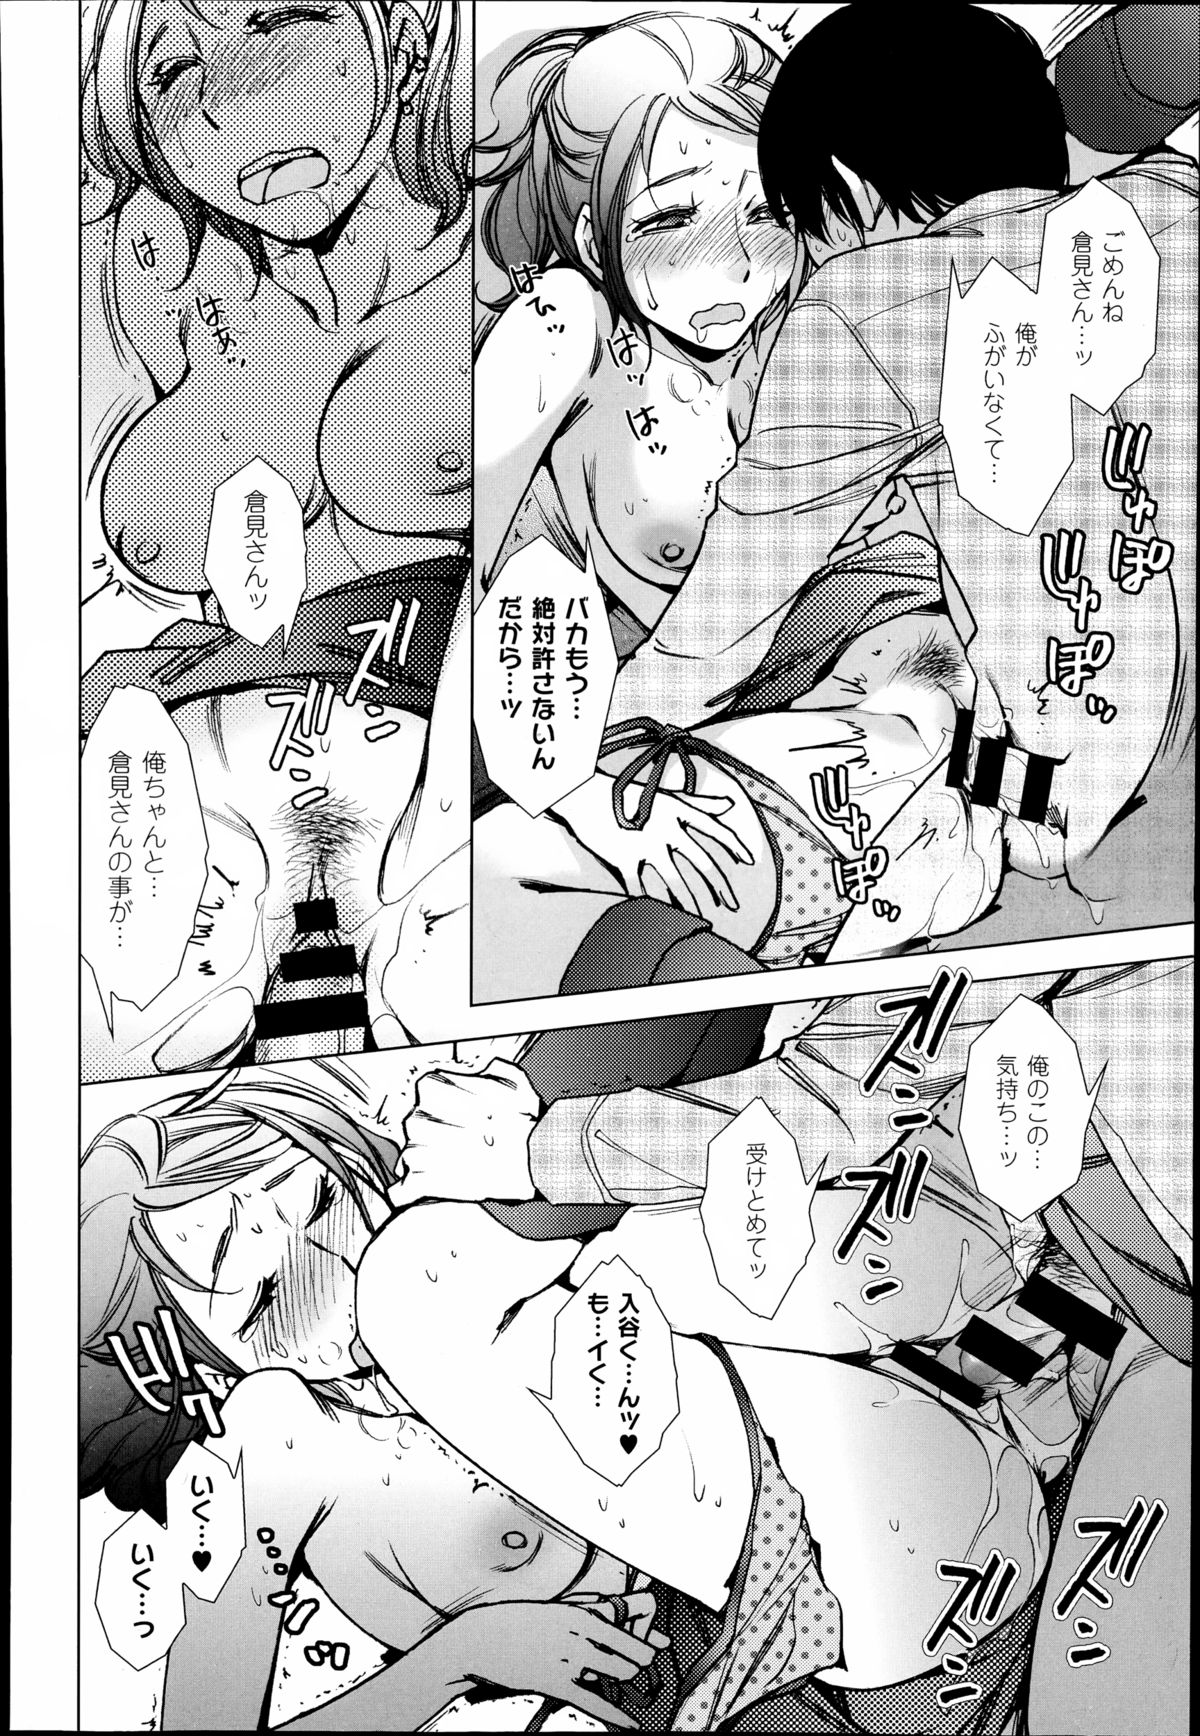 ごめんね
倉見さん…ッ
俺が
ふがいなくて…
じゅぽ
じゅぽッ
はひぃ
はッ
はッ
バカもう…
絶対許さないん
だから…ッ
じゅぽッ
は…
はぁ…
倉見さんッ
ズンッ
ズンッ
俺ちゃんと…
倉見さんの事が…
俺のこの…
気持ち…ッ
ズンッ
ズンッ
受けとめてッ
入谷く…んッ♥
も…イく…
ズンッ
ズンッ
いく…♥
いく…っ